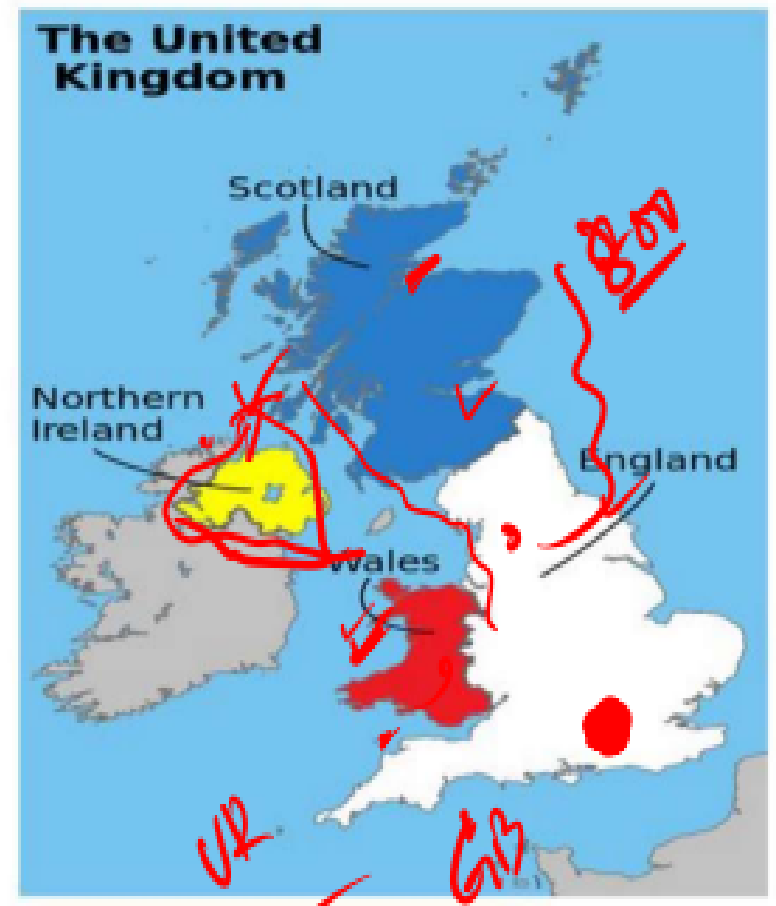 The United
Kingdom
Scotland
800
Northern
Ireland
England
Wales
UK
GB